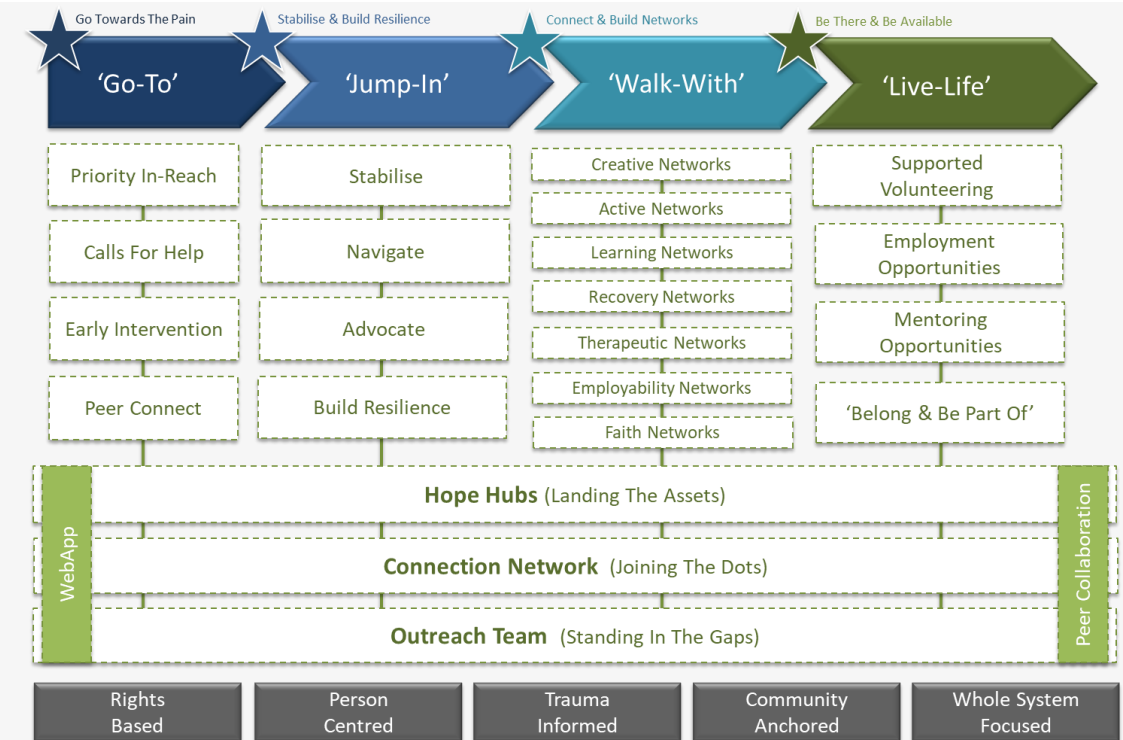 Go Towards The Pain
Stabilise & Build Resilience
Connect & Build Networks
Be There & Be Available
‘Go-To’
‘Jump-In’
‘Walk-With’
‘Live-Life’
Priority In-Reach
Calls For Help
Early Intervention
Peer Connect
Stabilise
Navigate
Advocate
Build Resilience
Creative Networks
Active Networks
Learning Networks
Recovery Networks
Therapeutic Networks
Employability Networks
Faith Networks
Supported
Volunteering
Employment
Opportunities
Mentoring
Opportunities
‘Belong & Be Part Of’
WebApp
Hope Hubs (Landing The Assets)
Connection Network (Joining The Dots)
Outreach Team (Standing In The Gaps)
Peer Collaboration
Rights
Based
Person
Centred
Trauma
Informed
Community
Anchored
Whole System
Focused